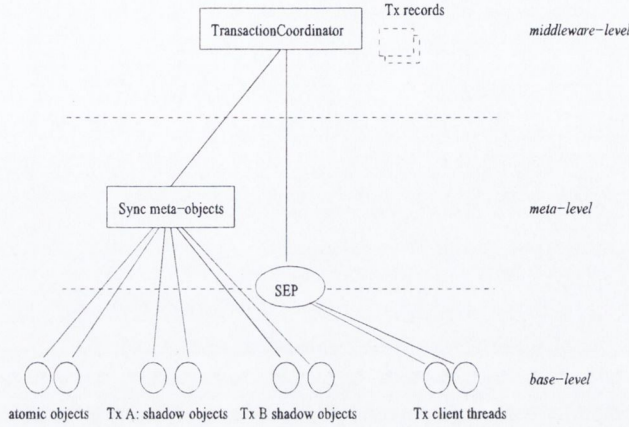 Tx records
TransactionCoordinator
middleware-level
Sync meta-objects
meta-level
SEP
base-level
atomic objects
Tx A: shadow objects
Tx B shadow objects
Tx client threads